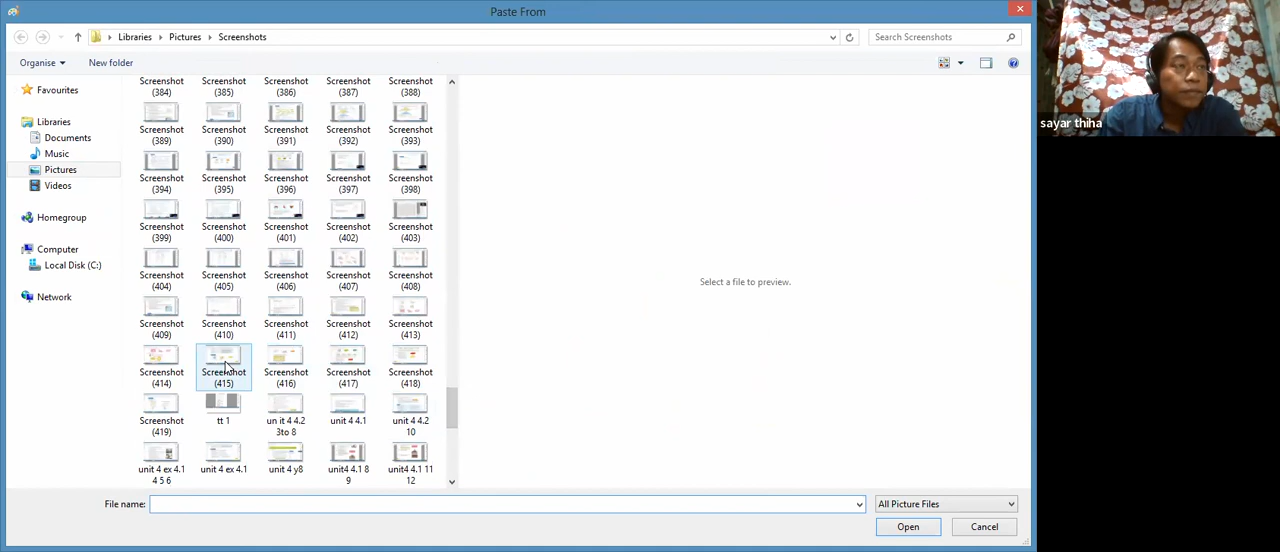 Paste From
Libraries
Pictures
Screenshots
Search Screenshots
Organise
New folder
Favourites
Libraries
Documents
Music
Pictures
Videos
Homegroup
Computer
Local Disk (C:)
Network
Screenshot (384)
Screenshot (385)
Screenshot (386)
Screenshot (387)
Screenshot (388)
Screenshot (389)
Screenshot (390)
Screenshot (391)
Screenshot (392)
Screenshot (393)
Screenshot (394)
Screenshot (395)
Screenshot (396)
Screenshot (397)
Screenshot (398)
Screenshot (399)
Screenshot (400)
Screenshot (401)
Screenshot (402)
Screenshot (403)
Screenshot (404)
Screenshot (405)
Screenshot (406)
Screenshot (407)
Screenshot (408)
Screenshot (409)
Screenshot (410)
Screenshot (411)
Screenshot (412)
Screenshot (413)
Screenshot (414)
Screenshot (415)
Screenshot (416)
Screenshot (417)
Screenshot (418)
Screenshot (419)
tt 1
un it 4 4.2 3to 8
unit 4 4.1
unit 4 4.2 10
unit 4 ex 4.1 4 5 6
unit 4 ex 4.1
unit 4 y8
unit4 4.1 8 9
unit4 4.1 11 12
Select a file to preview.
File name:
All Picture Files
Open
Cancel
sayar thiha